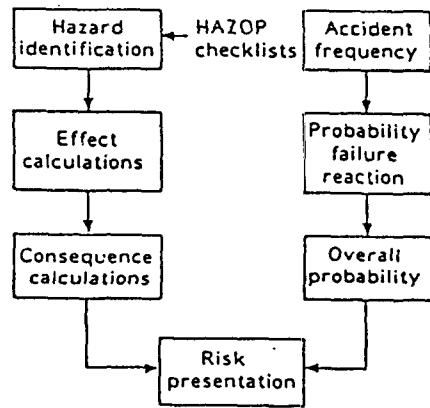 Hazard
identification
HAZOP
checklists
Accident
frequency
Effect
calculations
Probability
failure
reaction
Consequence
calculations
Overall
probability
Risk
presentation